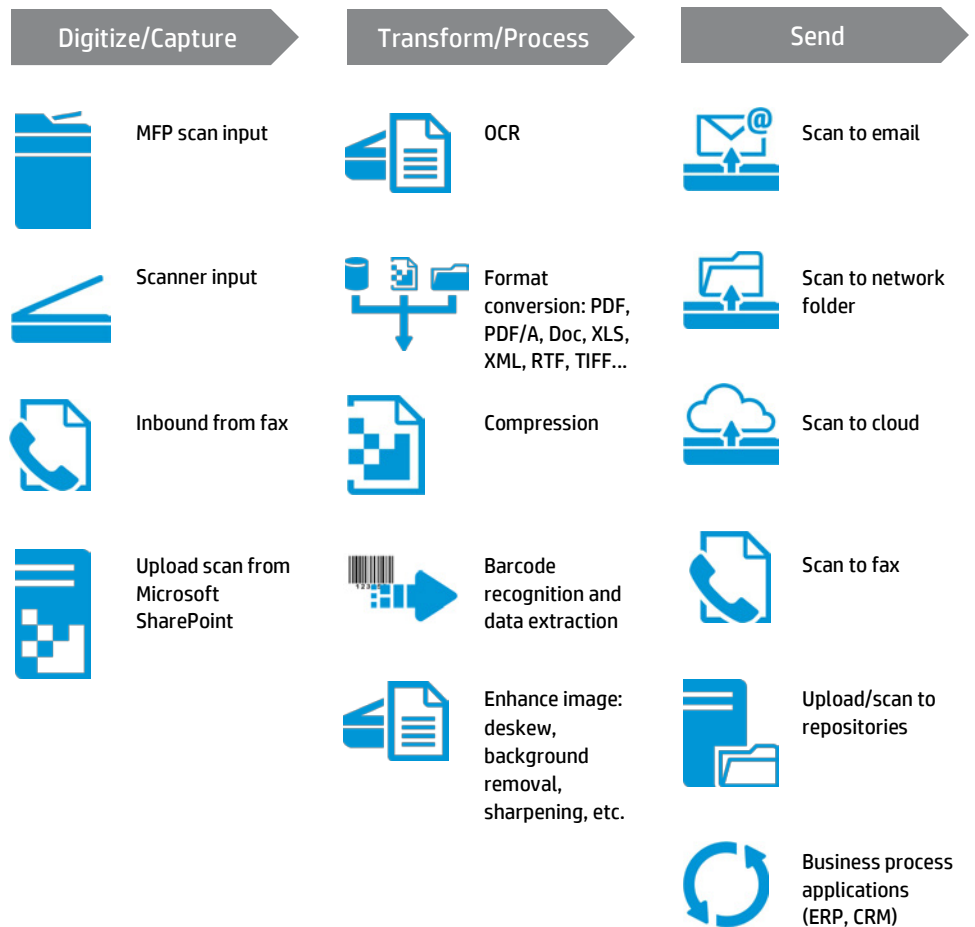 Digitize/Capture
MFP scan input
Scanner input
Inbound from fax
Upload scan from
Microsoft
SharePoint
Transform/Process
OCR
Format
conversion: PDF,
PDF/A, Doc, XLS,
XML, RTF, TIFF...
Compression
Barcode
recognition and
data extraction
Enhance image:
deskew,
background
removal,
sharpening, etc.
Send
@
Scan to email
Scan to network
folder
Scan to cloud
Scan to fax
Upload/scan to
repositories
Business process
applications
(ERP, CRM)